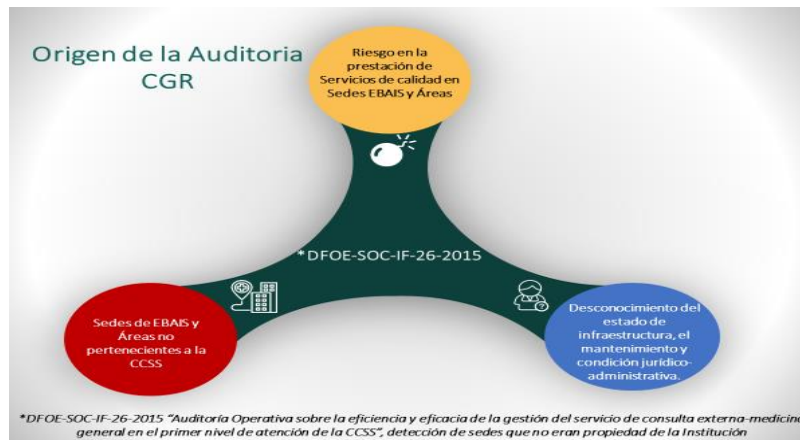 Origen de la Auditoria
CGR
Riesgo en la
prestación de
Servicios de calidad en
Sedes EBAIS y Áreas
*DFOE-SOC-IF-26-2015
Sedes de EBAIS y
Áreas no
pertenecientes a la
CCSS
Desconocimiento del
estado de
infraestructura, el
mantenimiento y
condición jurídico-
administrativa.
*DFOE-SOC-IF-26-2015 "Auditoría Operativa sobre la eficiencia y eficacia de la gestión del servicio de consulta externa-medicina
general en el primer nivel de atención de la CCSS", detección de sedes que no eran propiedad de la Institución